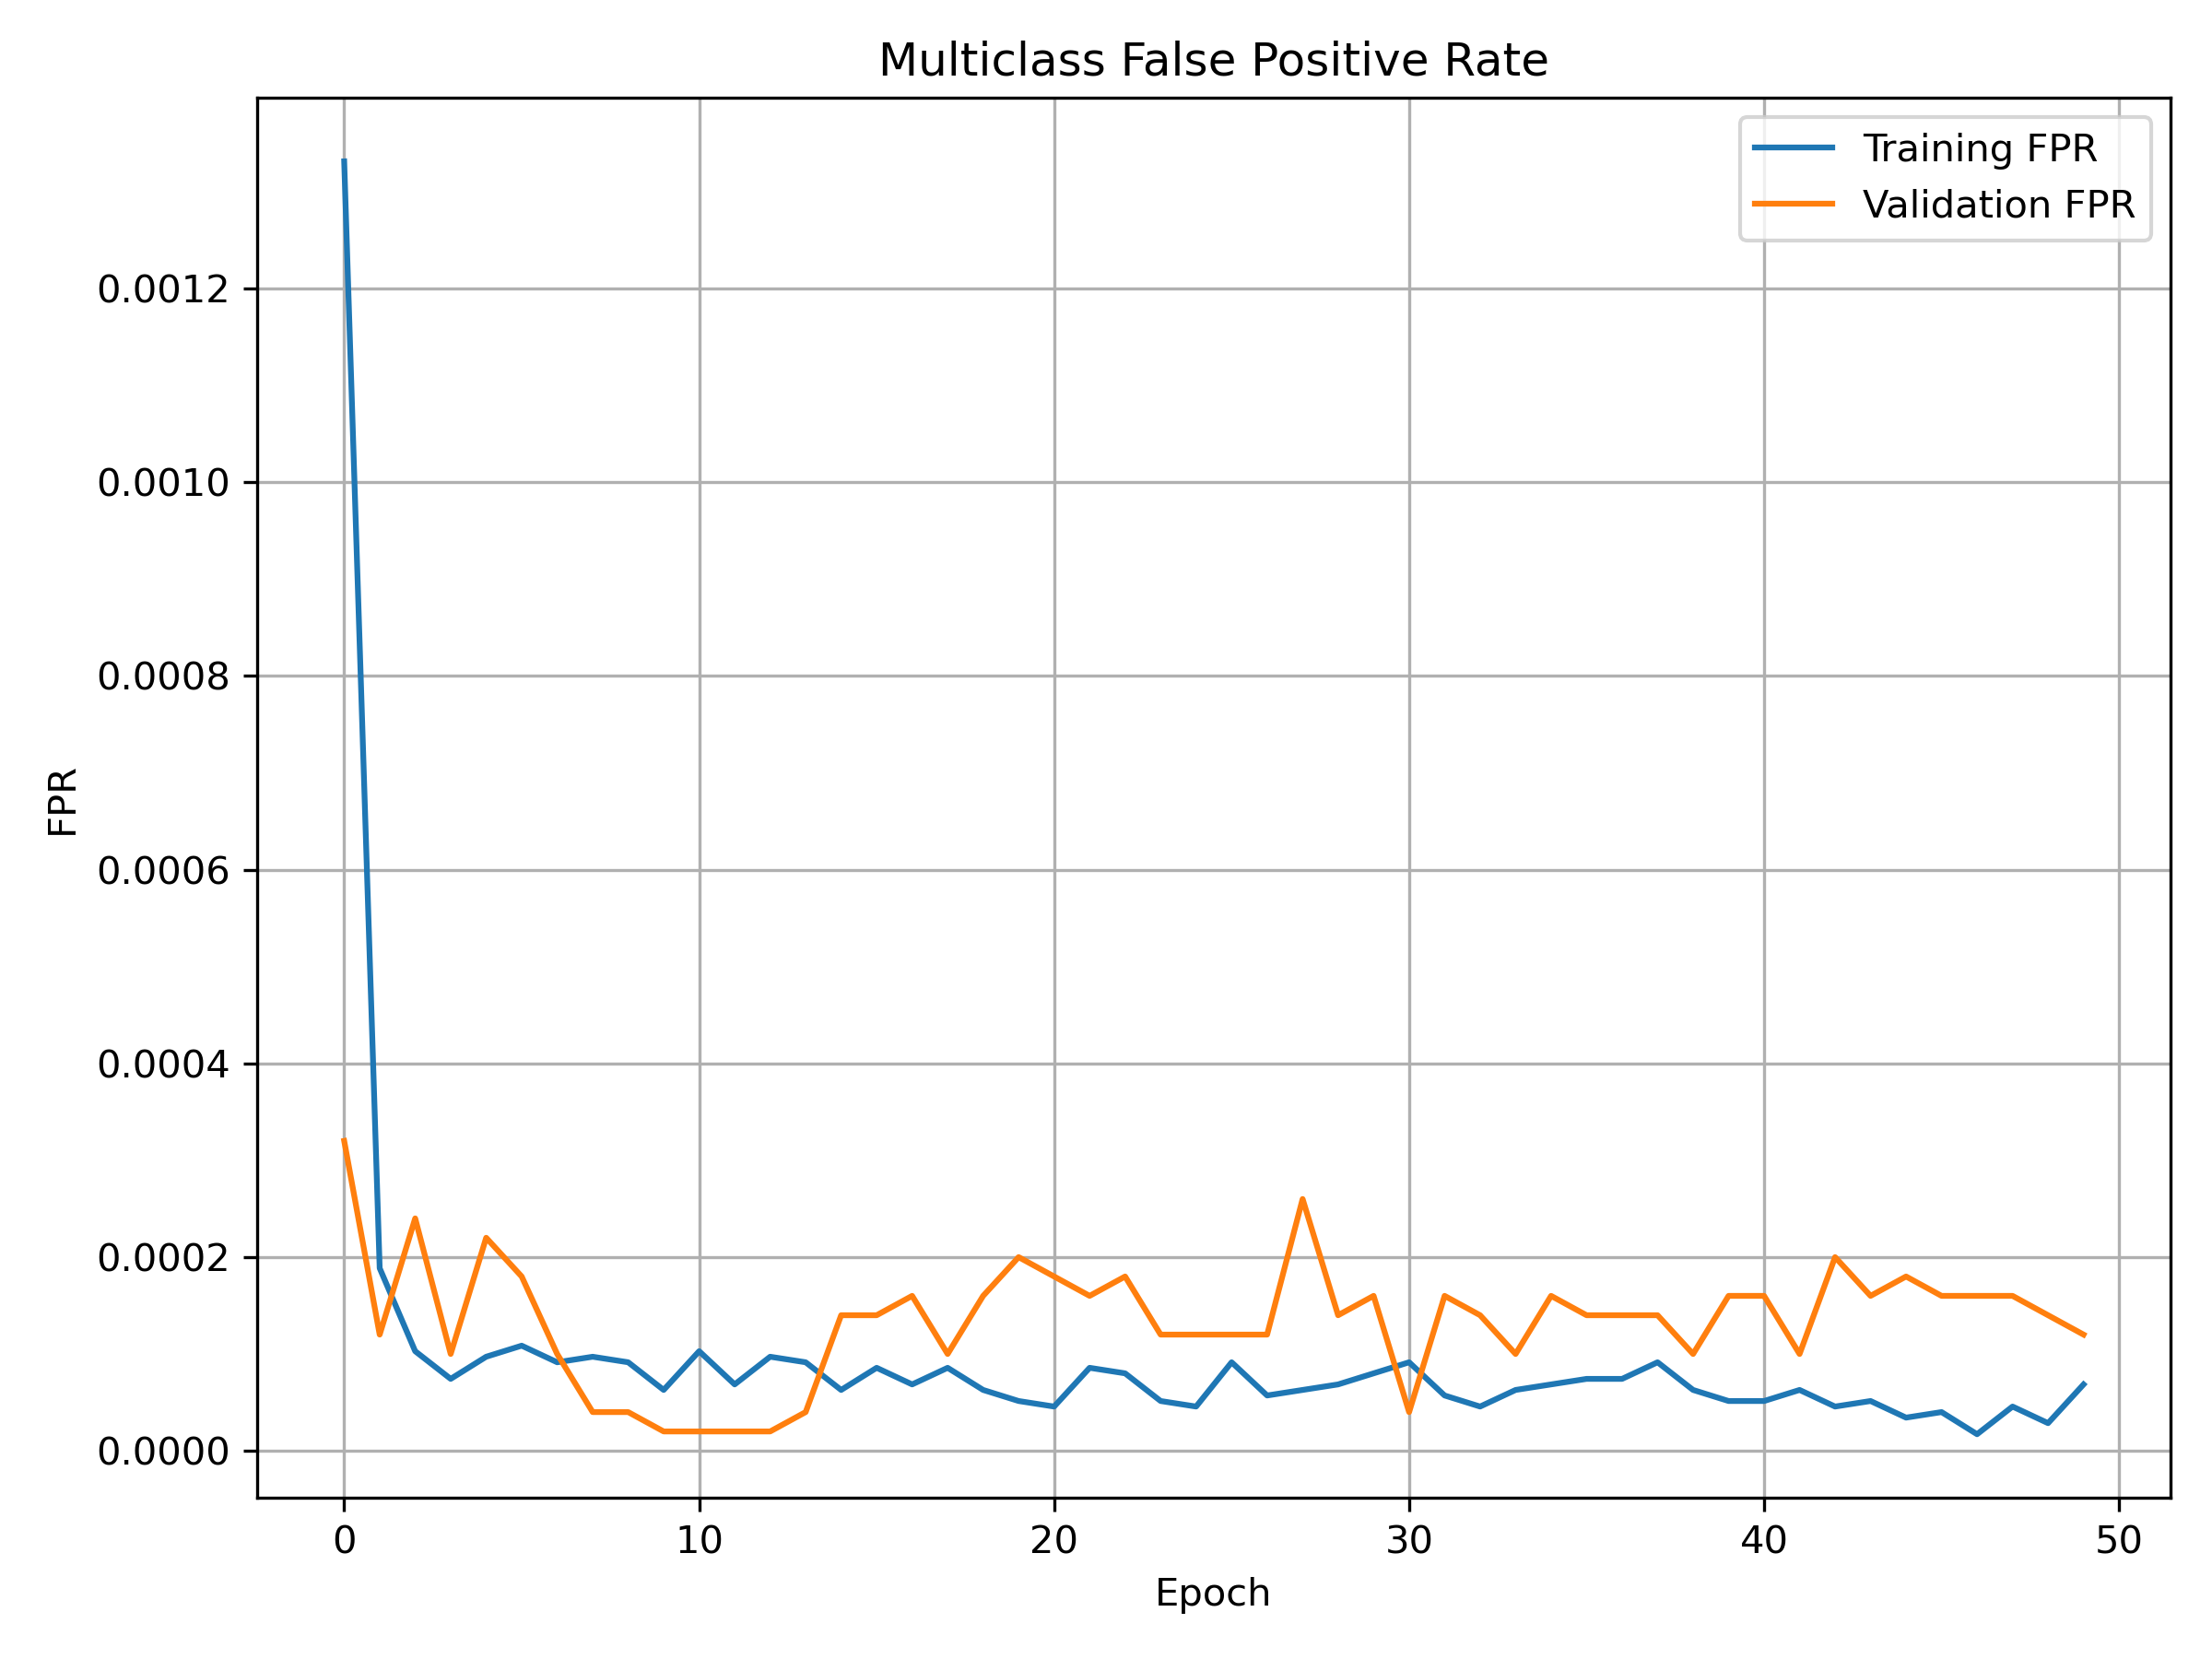 Multiclass False Positive Rate
Training FPR
Validation FPR
0.0012
0.0010
0.0008
0.0006
0.0004
0.0002
0.0000
FPR
0 10 20 30 40 50
Epoch